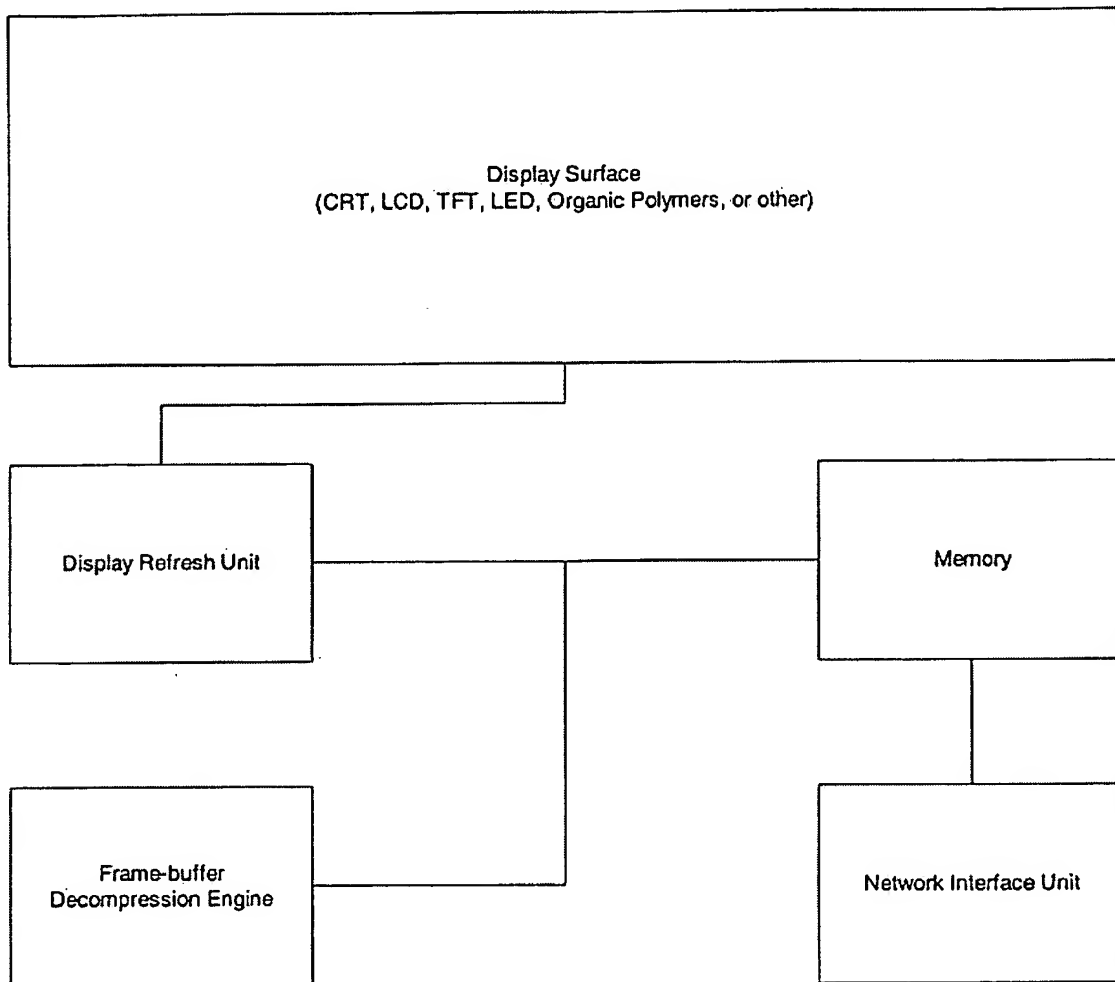 Display Surface
(CRT, LCD, TFT, LED, Organic Polymers, or other)
Display Refresh Unit
Memory
Frame-buffer
Decompression Engine
Network Interface Unit